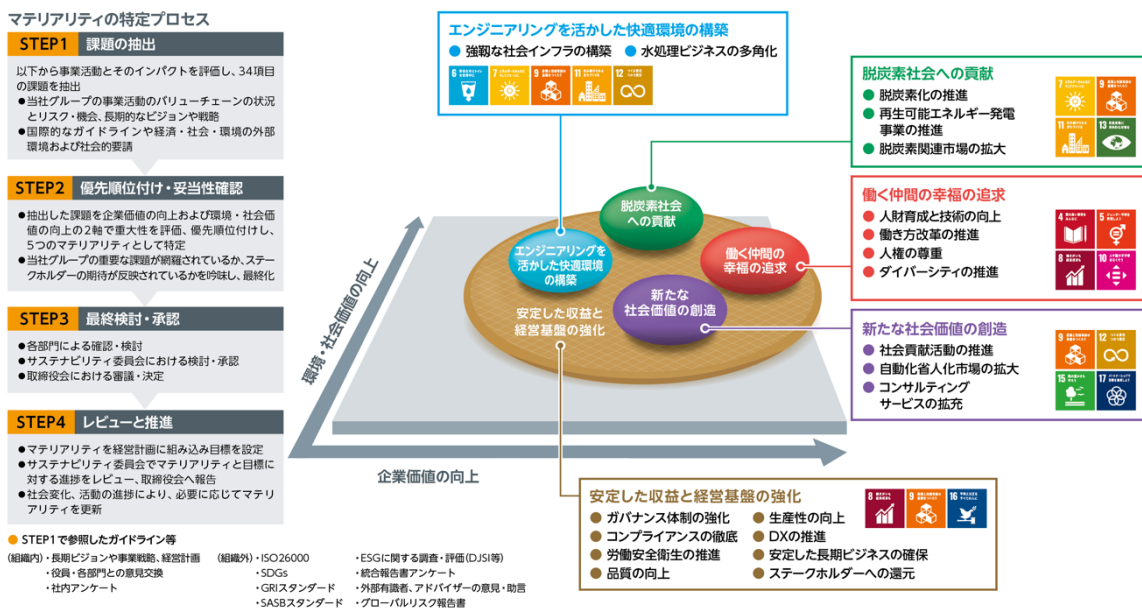 マテリアリティの特定プロセス
STEP1 課題の抽出
以下から事業活動とそのインパクトを評価し、34項目
の課題を抽出
●当社グループの事業活動のバリューチェーンの状況
とリスク・機会、長期的なビジョンや戦略
●国際的なガイドラインや経済・社会・環境の外部
環境および社会的要請
STEP2 優先順位付け・妥当性確認
●抽出した課題を企業価値の向上および環境・社会価
値の向上の2軸で重大性を評価、優先順位付けし、
5つのマテリアリティとして特定
●当社グループの重要な課題が網羅されているか、ステー
クホルダーの期待が反映されているかを吟味し、最終化
STEP3 最終検討・承認
●各部門による確認・検討
●サステナビリティ委員会における検討・承認
●取締役会における審議・決定
STEP4 レビューと推進
●マテリアリティを経営計画に組み込み目標を設定
●サステナビリティ委員会でマテリアリティと目標に
対する進捗をレビュー、取締役会へ報告
●社会変化、活動の進捗により、必要に応じてマテリ
アリティを更新
● STEP1で参照したガイドライン等
(組織内)・長期ビジョンや事業戦略、経営計画
・役員・各部門との意見交換
・社内アンケート
(組織外)・ISO26000
・SDGs
・GRIスタンダード
・SASBスタンダード
・ESGに関する調査・評価(DJSI等)
・統合報告書アンケート
・外部有識者、アドバイザーの意見・助言
・グローバルリスク報告書
エンジニアリングを活かした快適環境の構築
● 強靱な社会インフラの構築 ● 水処理ビジネスの多角化
6 7 9 11 12
脱炭素社会への貢献
● 脱炭素化の推進
● 再生可能エネルギー発電
事業の推進
● 脱炭素関連市場の拡大
7 9
11 13
働く仲間の幸福の追求
● 人財育成と技術の向上
● 働き方改革の推進
● 人権の尊重
● ダイバーシティの推進
4 5
8 10
新たな社会価値の創造
● 社会貢献活動の推進
● 自動化省人化市場の拡大
● コンサルティング
サービスの拡充
9 12
15 17
環境・社会価値の向上
企業価値の向上
脱炭素社会
への貢献
エンジニアリングを
活かした快適環境
の構築
働く仲間の
幸福の追求
新たな
社会価値の創造
安定した収益と
経営基盤の強化
安定した収益と経営基盤の強化
8 9 16
● ガバナンス体制の強化
● コンプライアンスの徹底
● 労働安全衛生の推進
● 品質の向上
● 生産性の向上
● DXの推進
● 安定した長期ビジネスの確保
● ステークホルダーへの還元